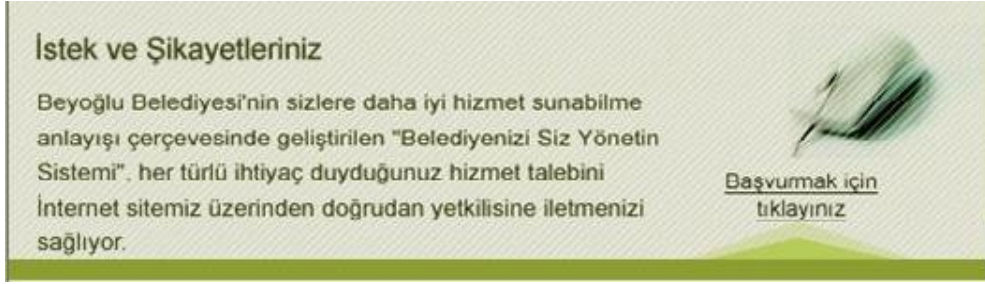 İstek ve Şikayetleriniz
Beyoğlu Belediyesi'nin sizlere daha iyi hizmet sunabilme
anlayışı çerçevesinde geliştirilen "Belediyenizi Siz Yönetin
Sistemi". her türlü ihtiyaç duyduğunuz hizmet talebini
İnternet sitemiz üzerinden doğrudan yetkilisine iletmenizi
sağlıyor.
Başvurmak için
tıklayınız